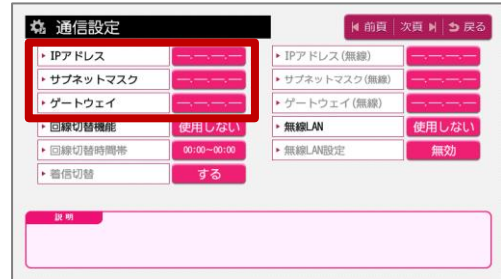 通信設定
前頁 次頁 戻る
IPアドレス ―.―.―.―
サブネットマスク ―.―.―.―
ゲートウェイ ―.―.―.―
回線切替機能 使用しない
回線切替時間帯 00:00~00:00
着信切替 する
IPアドレス(無線) ―.―.―.―
サブネットマスク(無線) ―.―.―.―
ゲートウェイ(無線) ―.―.―.―
無線LAN 使用しない
無線LAN設定 無効
説明